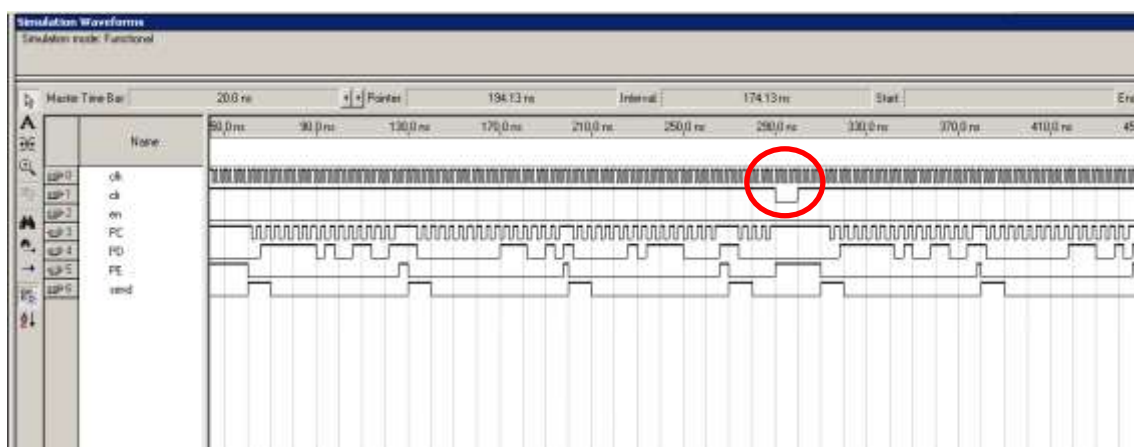 Simulation Waveforms
Simulation mode: Functional
Master Time Bar: 20.0 ns Pointer: 194.13 ns Interval: 174.13 ns Start:
Name 50.0 ns 90.0 ns 130.0 ns 170.0 ns 210.0 ns 250.0 ns 290.0 ns 330.0 ns 370.0 ns 410.0 ns 45
clk
en
PC
PD
PE
send